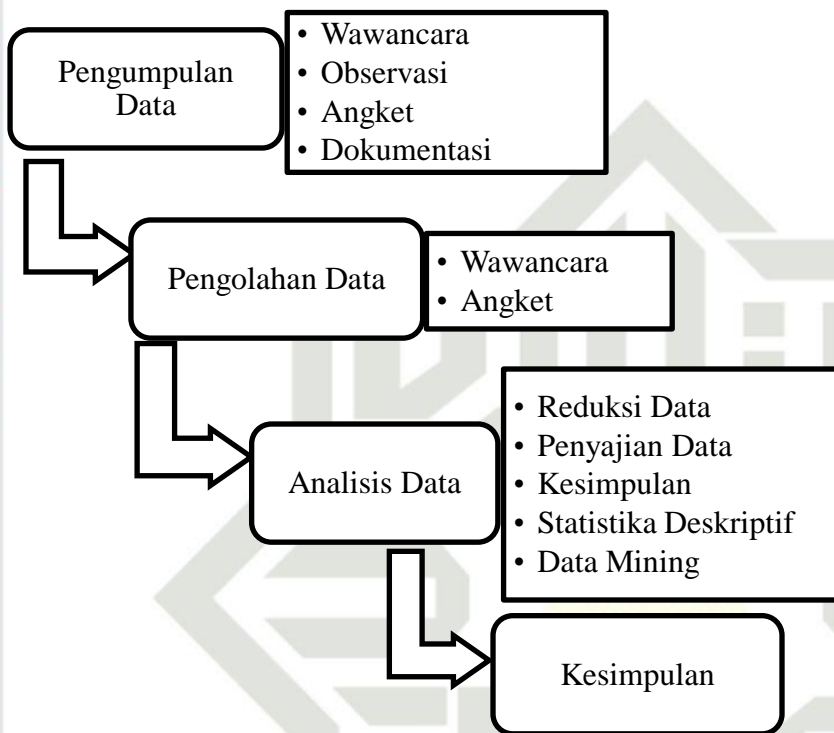 Pengumpulan
Data
• Wawancara
• Observasi
• Angket
• Dokumentasi
Pengolahan Data
• Wawancara
• Angket
Analisis Data
• Reduksi Data
• Penyajian Data
• Kesimpulan
• Statistika Deskriptif
• Data Mining
Kesimpulan